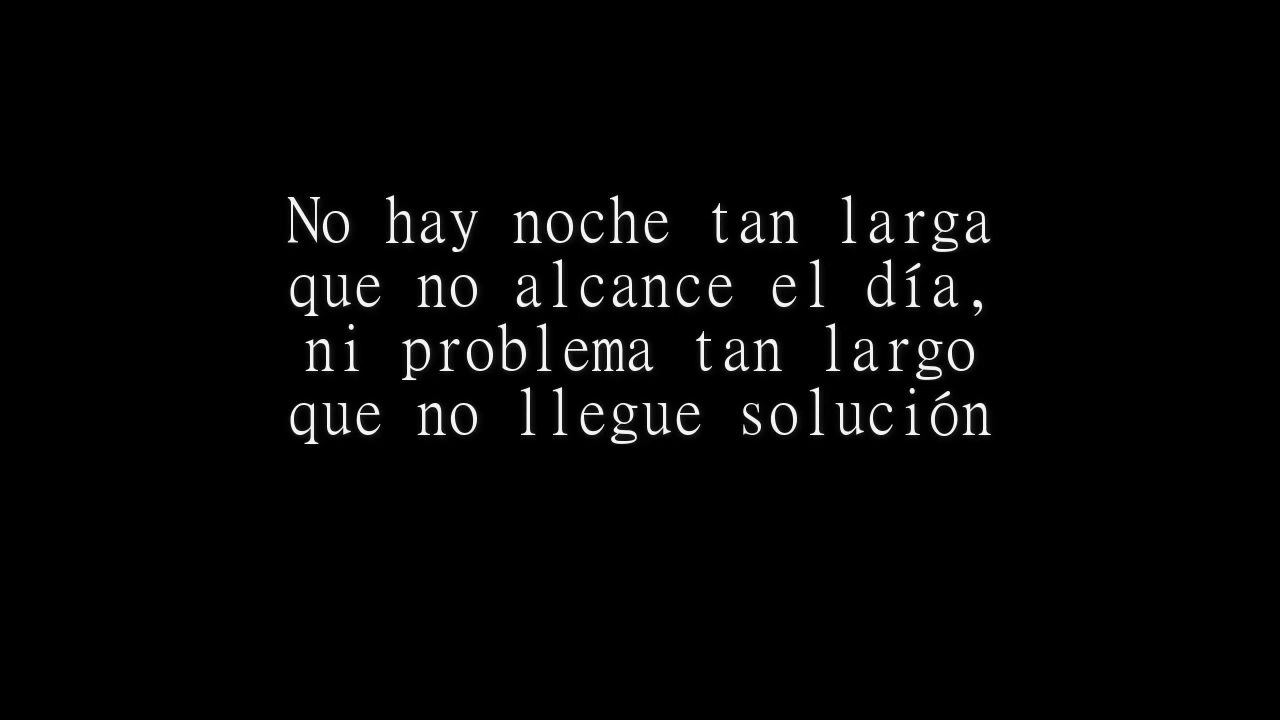 No hay noche tan larga
que no alcance el día,
ni problema tan largo
que no llegue solución